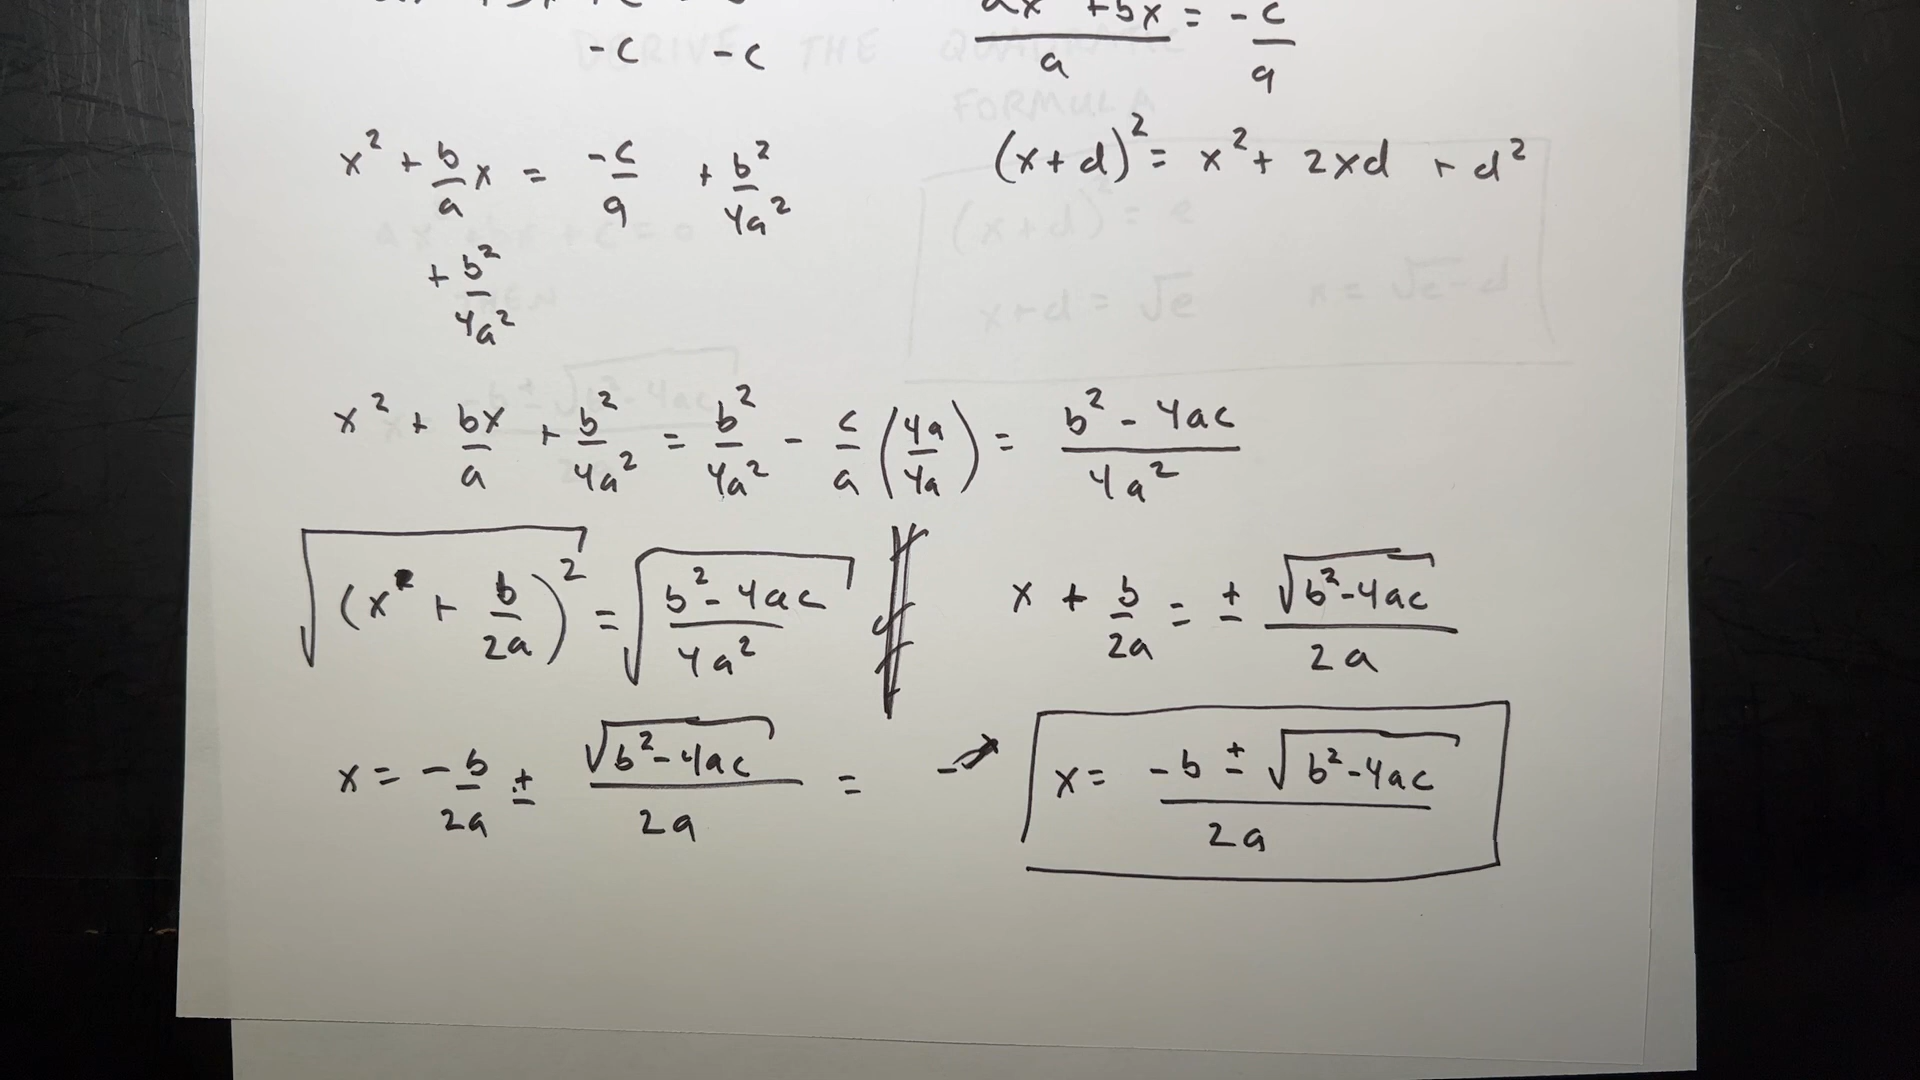 -c -c
ax² + bx = -c
a a
x² + b/a x = -c/a + b²/4a²
+ b²/4a²
(x+d)² = x² + 2xd + d²
DERIVE THE QUADRATIC
FORMULA
(x+d)² = e
x+d = √e x = √e - d
x² + bx/a + b²/4a² = b²/4a² - c/a (4a/4a) = (b² - 4ac)/4a²
√(x + b/2a)² = √(b² - 4ac)/4a²
x + b/2a = ± √(b²-4ac)/2a
x = -b/2a ± √(b²-4ac)/2a =
x = (-b ± √(b²-4ac))/2a